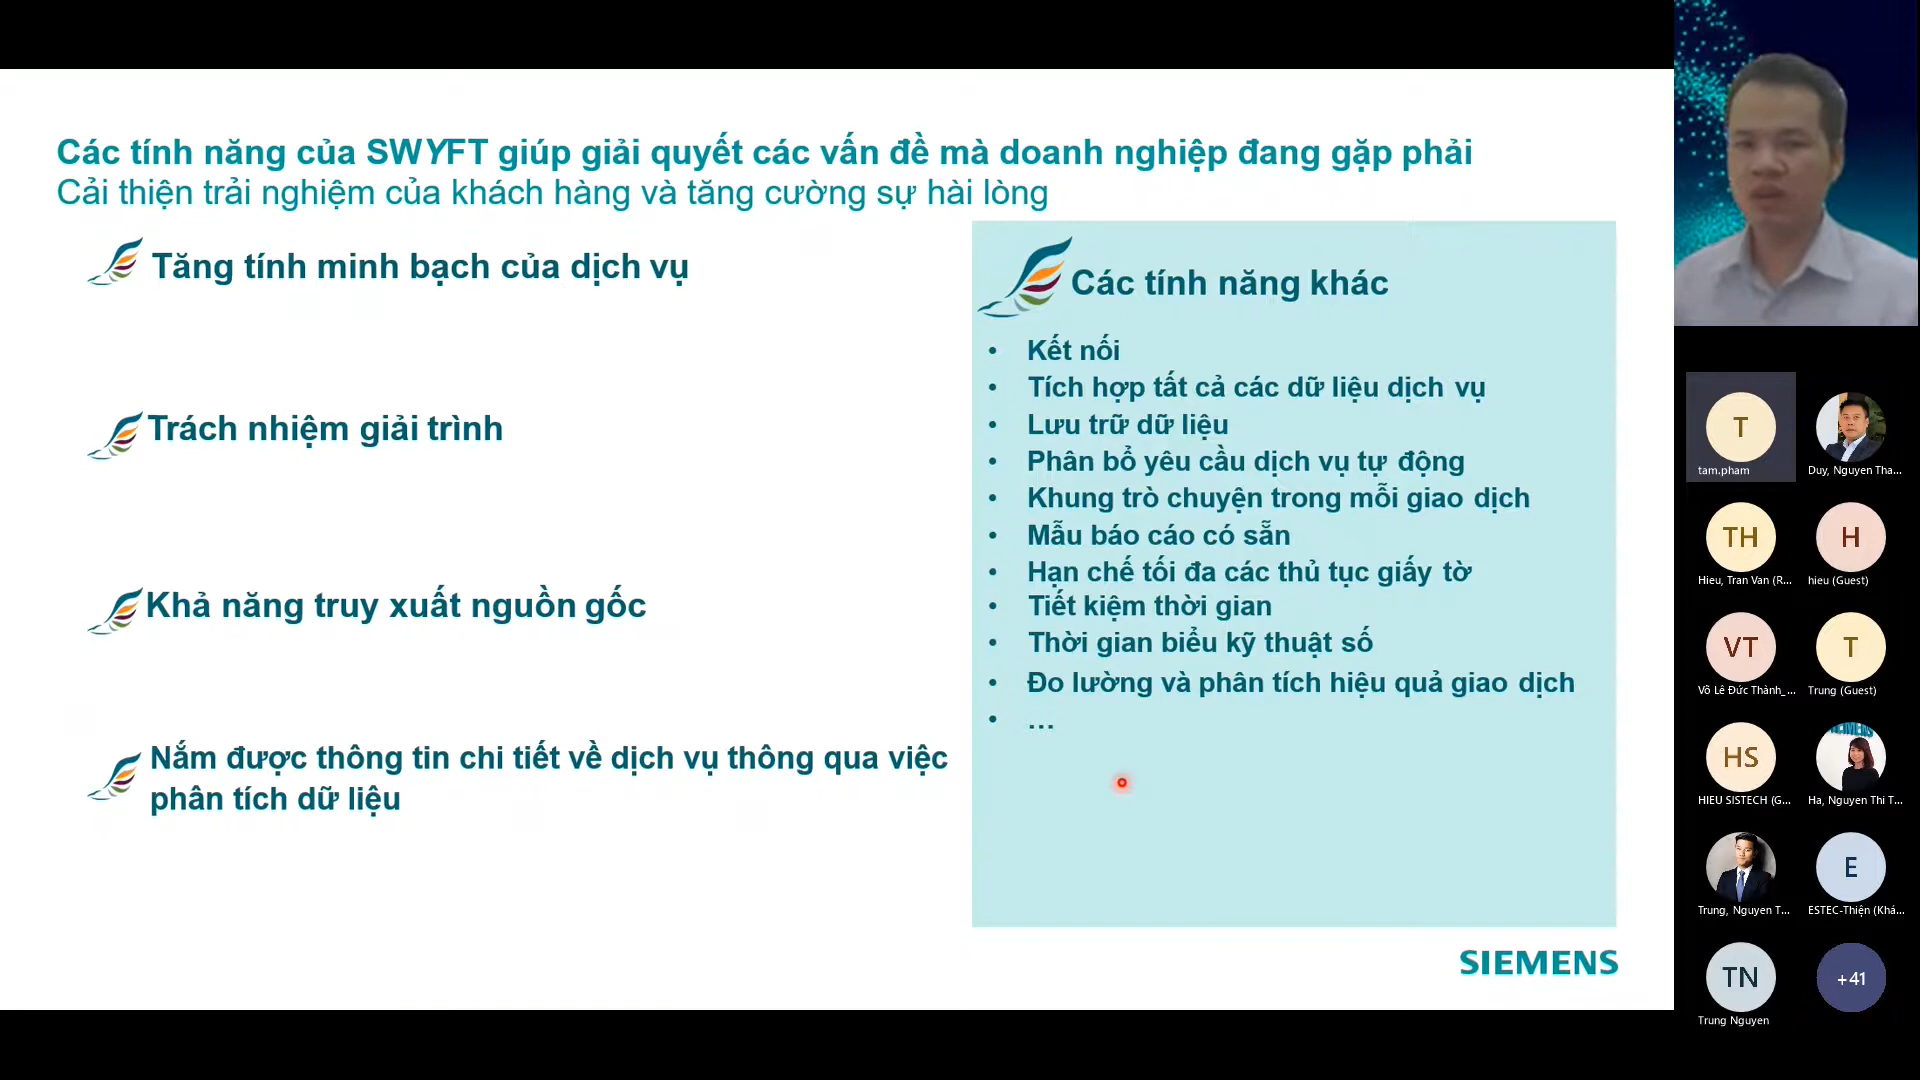 Các tính năng của SWYFT giúp giải quyết các vấn đề mà doanh nghiệp đang gặp phải
Cải thiện trải nghiệm của khách hàng và tăng cường sự hài lòng
Tăng tính minh bạch của dịch vụ
Trách nhiệm giải trình
Khả năng truy xuất nguồn gốc
Nắm được thông tin chi tiết về dịch vụ thông qua việc
phân tích dữ liệu
Các tính năng khác
• Kết nối
• Tích hợp tất cả các dữ liệu dịch vụ
• Lưu trữ dữ liệu
• Phân bổ yêu cầu dịch vụ tự động
• Khung trò chuyện trong mỗi giao dịch
• Mẫu báo cáo có sẵn
• Hạn chế tối đa các thủ tục giấy tờ
• Tiết kiệm thời gian
• Thời gian biểu kỹ thuật số
• Đo lường và phân tích hiệu quả giao dịch
• ...
SIEMENS
T
tam.pham
Duy, Nguyen Tha...
TH
Hieu, Tran Van (R...
H
hieu (Guest)
VT
Võ Lê Đức Thành_...
T
Trung (Guest)
HS
HIEU SISTECH (G...
Ha, Nguyen Thi T...
Trung, Nguyen T...
E
ESTEC-Thiện (Khá...
TN
Trung Nguyen
+41